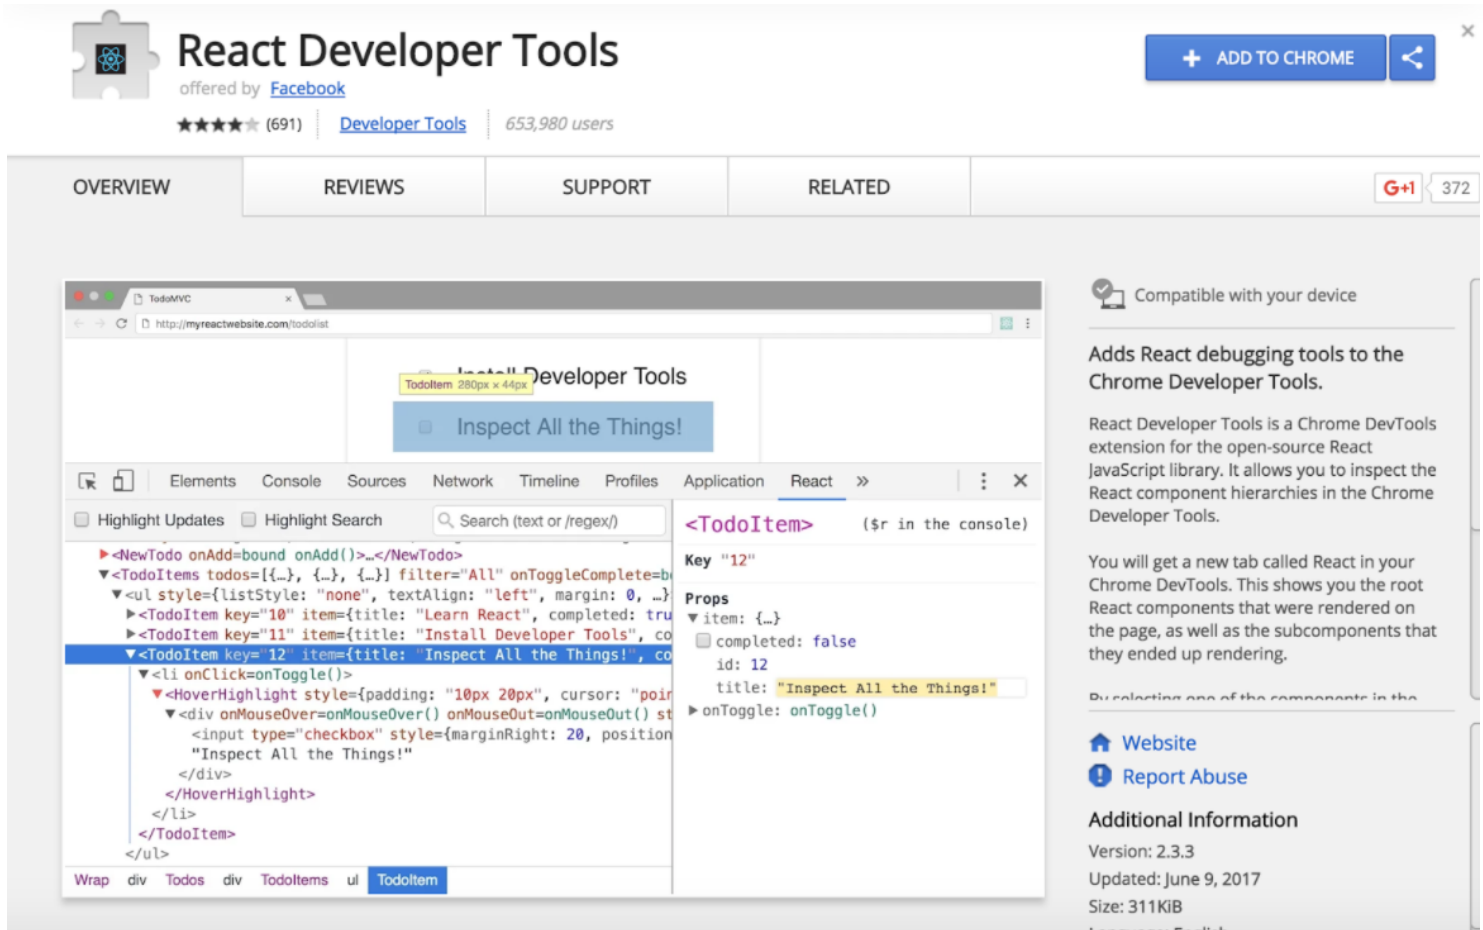 React Developer Tools
offered by Facebook
(691) Developer Tools 653,980 users
ADD TO CHROME
OVERVIEW REVIEWS SUPPORT RELATED
G+1 372
TodoMVC
http://myreactwebsite.com/todolist
Install Developer Tools
TodoItem 280px × 44px
Inspect All the Things!
Elements Console Sources Network Timeline Profiles Application React »
Highlight Updates Highlight Search Search (text or /regex/)
<NewTodo onAdd=bound onAdd()>…</NewTodo>
<TodoItems todos=[{…}, {…}, {…}] filter="All" onToggleComplete=b
<ul style={listStyle: "none", textAlign: "left", margin: 0, …}
<TodoItem key="10" item={title: "Learn React", completed: tru
<TodoItem key="11" item={title: "Install Developer Tools", co
<TodoItem key="12" item={title: "Inspect All the Things!", co
<li onClick=onToggle()>
<HoverHighlight style={padding: "10px 20px", cursor: "poin
<div onMouseOver=onMouseOver() onMouseOut=onMouseOut() st
<input type="checkbox" style={marginRight: 20, position
"Inspect All the Things!"
</div>
</HoverHighlight>
</li>
</TodoItem>
</ul>
Wrap div Todos div TodoItems ul TodoItem
<TodoItem> ($r in the console)
Key "12"
Props
item: {…}
completed: false
id: 12
title: "Inspect All the Things!"
onToggle: onToggle()
Compatible with your device
Adds React debugging tools to the
Chrome Developer Tools.
React Developer Tools is a Chrome DevTools
extension for the open-source React
JavaScript library. It allows you to inspect the
React component hierarchies in the Chrome
Developer Tools.
You will get a new tab called React in your
Chrome DevTools. This shows you the root
React components that were rendered on
the page, as well as the subcomponents that
they ended up rendering.
By selecting one of the components in the
Website
Report Abuse
Additional Information
Version: 2.3.3
Updated: June 9, 2017
Size: 311KiB